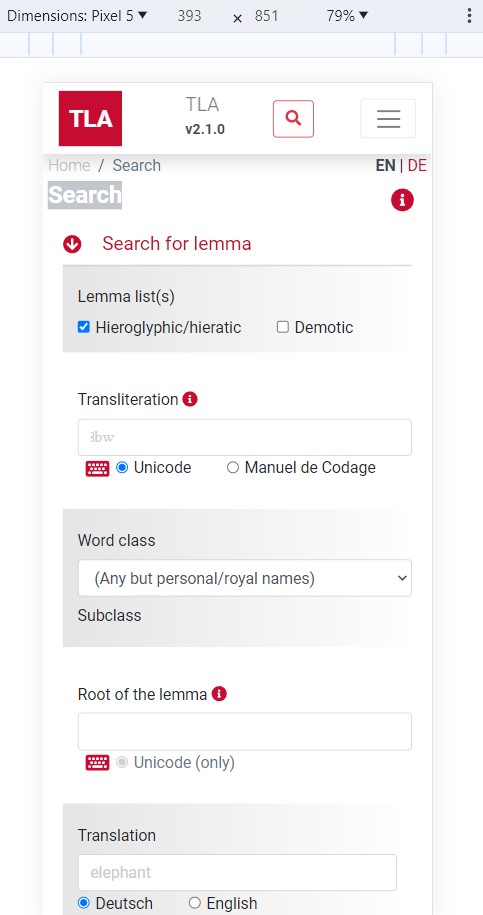 Dimensions: Pixel 5 ▼ 393 × 851 79% ▼
TLA TLA
v2.1.0
Home / Search EN | DE
Search
Search for lemma
Lemma list(s)
Hieroglyphic/hieratic Demotic
Transliteration
ꜣbw
Unicode Manuel de Codage
Word class
(Any but personal/royal names)
Subclass
Root of the lemma
Unicode (only)
Translation
elephant
Deutsch English